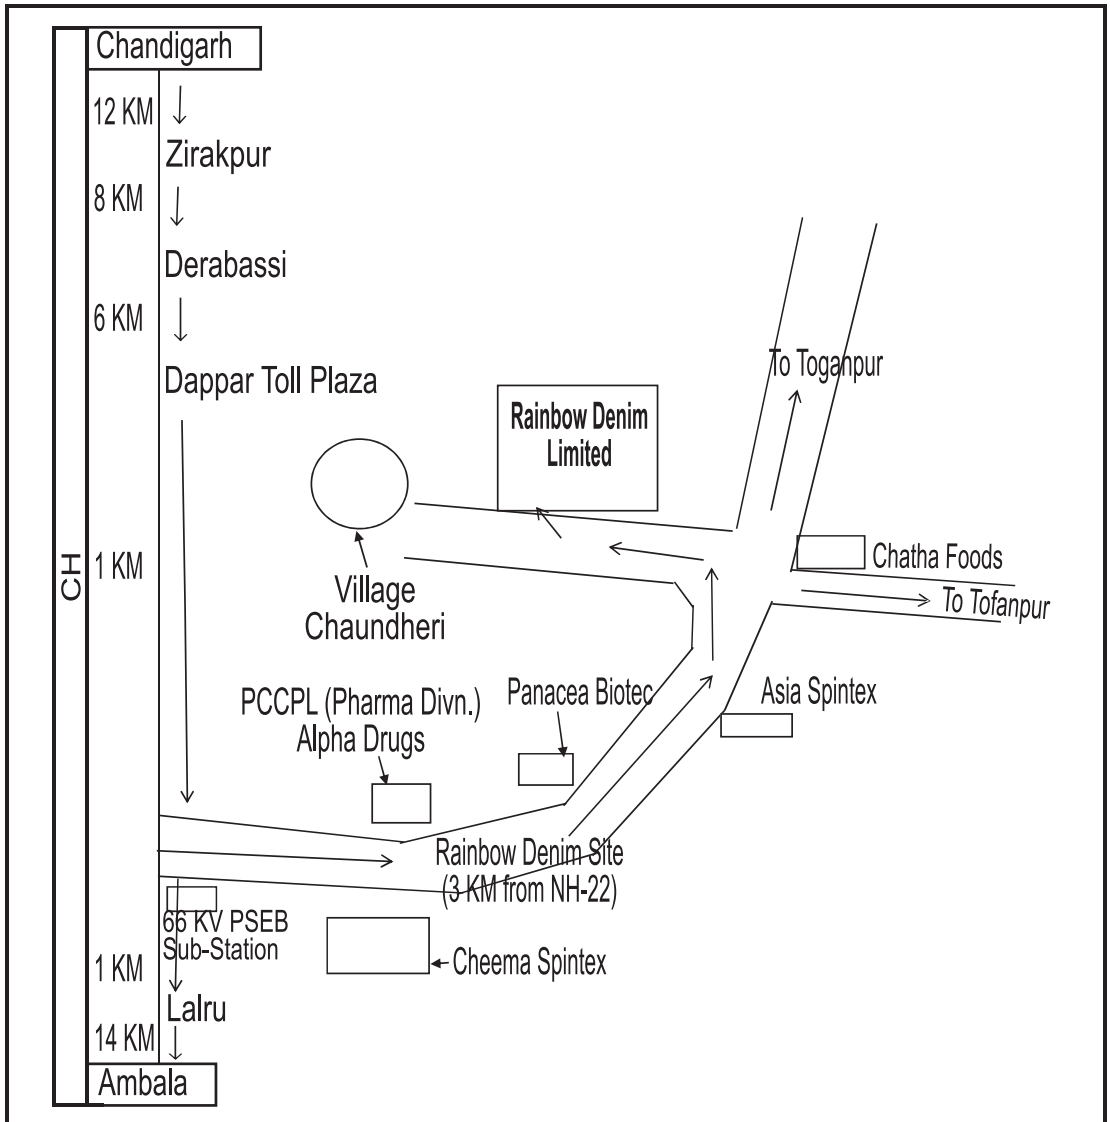 Chandigarh
12 KM
Zirakpur
8 KM
Derabassi
6 KM
Dappar Toll Plaza
To Toganpur
Rainbow Denim
Limited
CH
1 KM
Chatha Foods
To Tofanpur
Village
Chaundheri
PCCPL (Pharma Divn.)
Alpha Drugs
Panacea Biotec
Asia Spintex
Rainbow Denim Site
(3 KM from NH-22)
66 KV PSEB
Sub-Station
Cheema Spintex
1 KM
Lalru
14 KM
Ambala